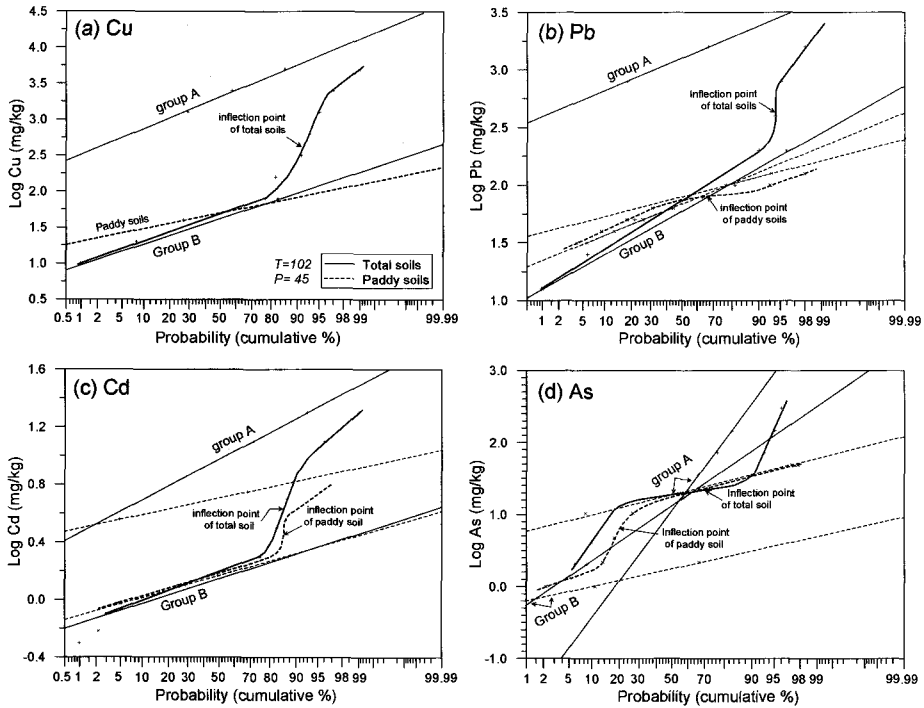 (a) Cu
4.5
4.0
3.5
3.0
2.5
2.0
1.5
1.0
0.5
Log Cu (mg/kg)
group A
inflection point
of total soils
Paddy soils
Group B
T=102
P= 45
Total soils
Paddy soils
0.5 1 2 5 10 20 30 50 70 80 90 95 98 99 99.99
Probability (cumulative %)
(b) Pb
3.5
3.0
2.5
2.0
1.5
1.0
Log Pb (mg/kg)
group A
Inflection point
of total soils
inflection point
of paddy soils
Group B
1 2 5 10 20 30 50 70 90 95 98 99 99.99
Probability (cumulative %)
(c) Cd
1.6
1.2
0.8
0.4
0.0
-0.4
Log Cd (mg/kg)
group A
inflection point
of total soil
inflection point
of paddy soil
Group B
0.5 1 2 5 10 20 30 50 70 80 90 95 98 99 99.99
Probability (cumulative %)
(d) As
3.0
2.0
1.0
0.0
-1.0
Log As (mg/kg)
group A
Inflection point
of total soil
Inflection point
of paddy soil
Group B
1 2 5 10 20 30 50 70 90 95 98 99 99.99
Probability (cumulative %)